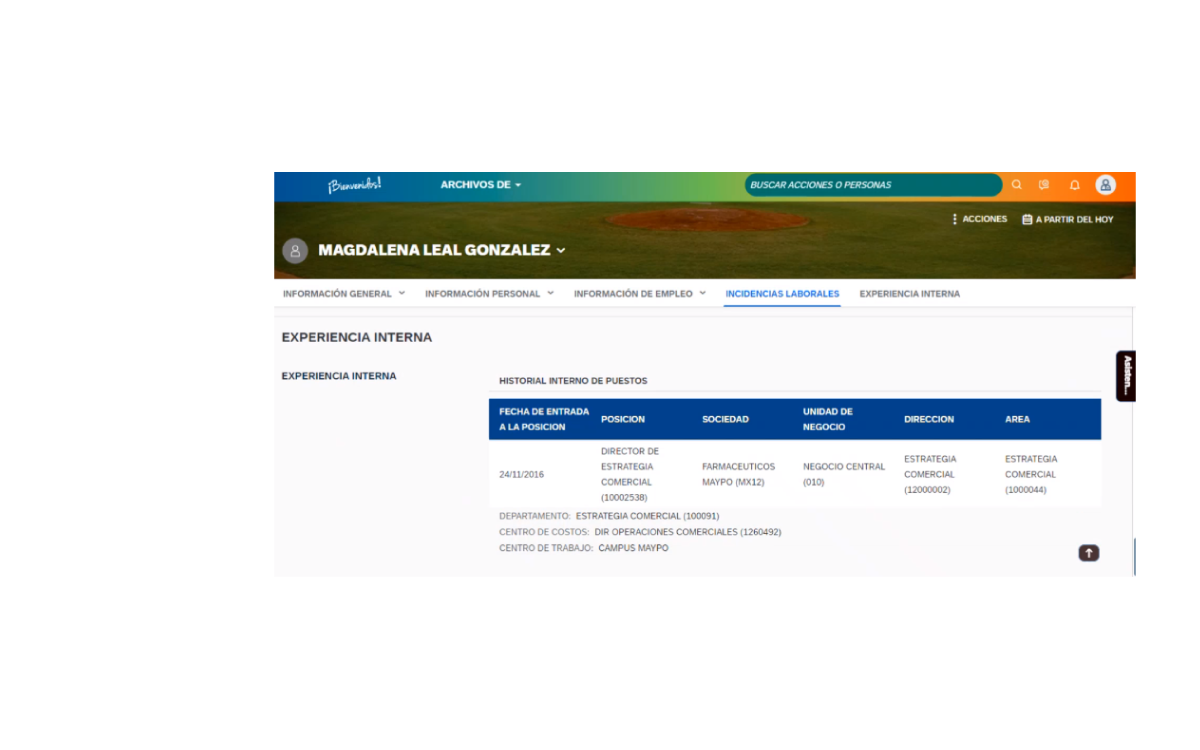 ¡Bienvenidos!
ARCHIVOS DE
BUSCAR ACCIONES O PERSONAS
ACCIONES
A PARTIR DEL HOY
MAGDALENA LEAL GONZALEZ
INFORMACIÓN GENERAL
INFORMACIÓN PERSONAL
INFORMACIÓN DE EMPLEO
INCIDENCIAS LABORALES
EXPERIENCIA INTERNA
EXPERIENCIA INTERNA
Asisten...
EXPERIENCIA INTERNA
HISTORIAL INTERNO DE PUESTOS
FECHA DE ENTRADA
A LA POSICION
POSICION
SOCIEDAD
UNIDAD DE
NEGOCIO
DIRECCION
AREA
24/11/2016
DIRECTOR DE
ESTRATEGIA
COMERCIAL
(10002538)
FARMACEUTICOS
MAYPO (MX12)
NEGOCIO CENTRAL
(010)
ESTRATEGIA
COMERCIAL
(12000002)
ESTRATEGIA
COMERCIAL
(1000044)
DEPARTAMENTO: ESTRATEGIA COMERCIAL (100091)
CENTRO DE COSTOS: DIR OPERACIONES COMERCIALES (1260492)
CENTRO DE TRABAJO: CAMPUS MAYPO